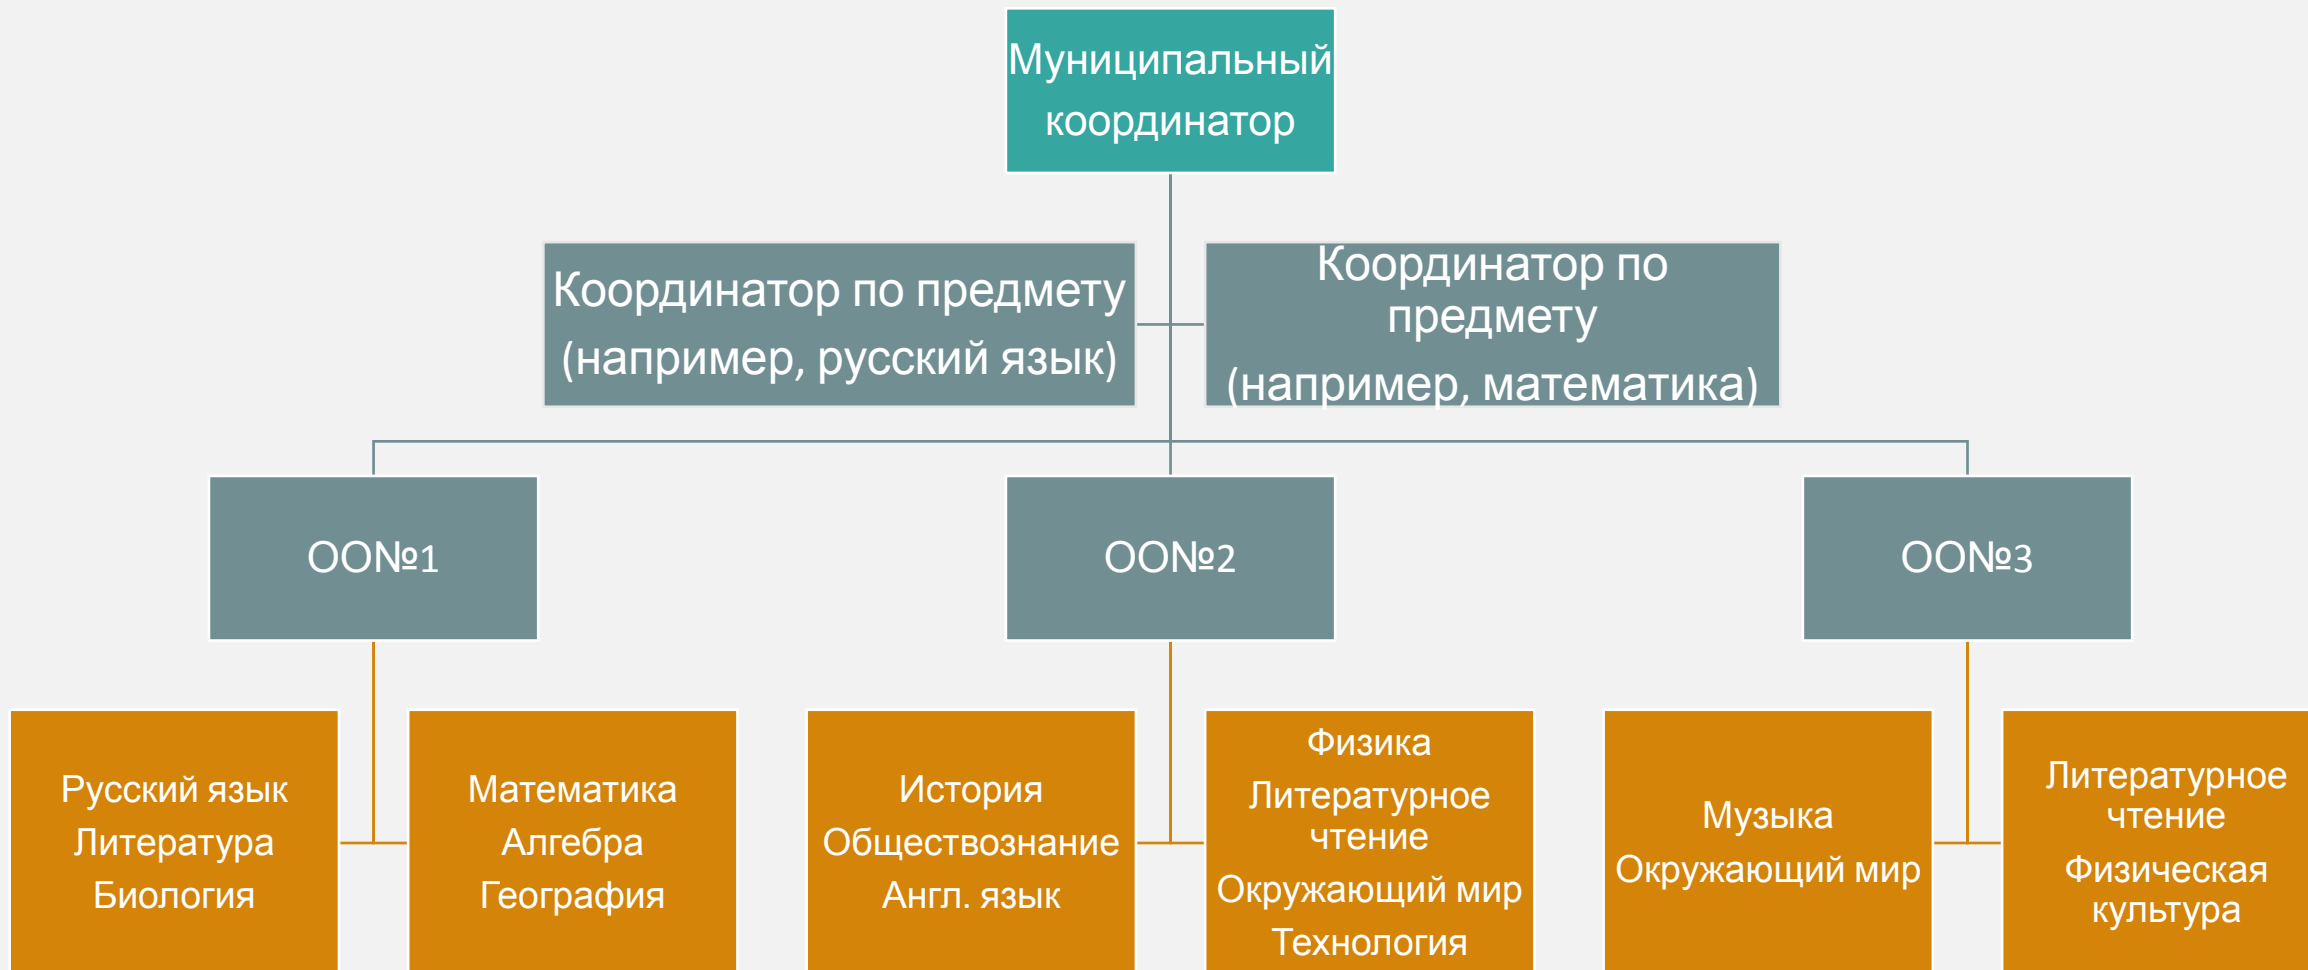 Муниципальный
координатор
Координатор по предмету
(например, русский язык)
Координатор по
предмету
(например, математика)
ОО№1
ОО№2
ОО№3
Русский язык
Литература
Биология
Математика
Алгебра
География
История
Обществознание
Англ. язык
Физика
Литературное
чтение
Окружающий мир
Технология
Музыка
Окружающий мир
Литературное
чтение
Физическая
культура